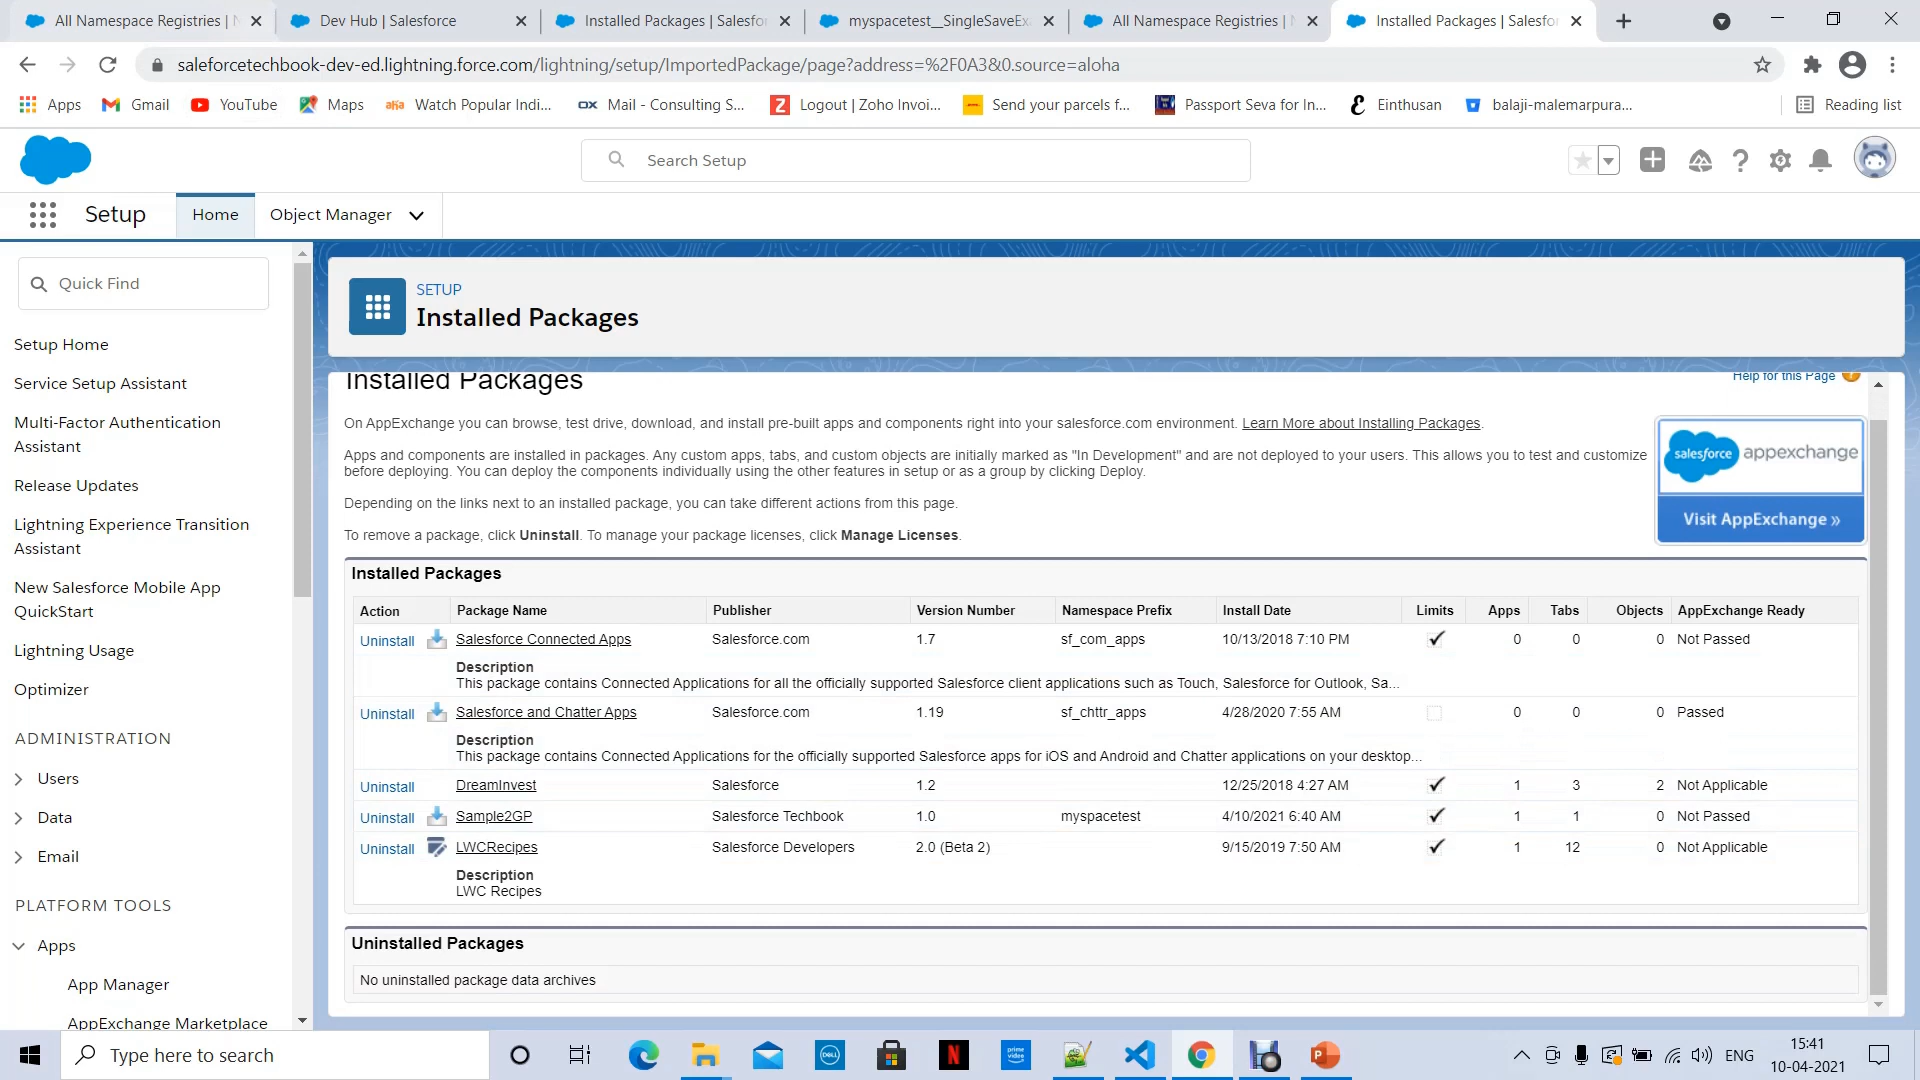 All Namespace Registries | N
Dev Hub | Salesforce
Installed Packages | Salesfor
myspacetest__SingleSaveEx
All Namespace Registries | N
Installed Packages | Salesfor
saleforcetechbook-dev-ed.lightning.force.com/lightning/setup/ImportedPackage/page?address=%2F0A3&0.source=aloha
Apps
Gmail
YouTube
Maps
aha
Watch Popular Indi...
OX
Mail - Consulting S...
Z
Logout | Zoho Invoi...
Send your parcels f...
Passport Seva for In...
Einthusan
balaji-malemarpura...
Reading list
Search Setup
Setup
Home
Object Manager
Quick Find
Setup Home
Service Setup Assistant
Multi-Factor Authentication
Assistant
Release Updates
Lightning Experience Transition
Assistant
New Salesforce Mobile App
QuickStart
Lightning Usage
Optimizer
ADMINISTRATION
Users
Data
Email
PLATFORM TOOLS
Apps
App Manager
AppExchange Marketplace
SETUP
Installed Packages
Installed Packages
Help for this Page
On AppExchange you can browse, test drive, download, and install pre-built apps and components right into your salesforce.com environment. Learn More about Installing Packages.
Apps and components are installed in packages. Any custom apps, tabs, and custom objects are initially marked as "In Development" and are not deployed to your users. This allows you to test and customize
before deploying. You can deploy the components individually using the other features in setup or as a group by clicking Deploy.
Depending on the links next to an installed package, you can take different actions from this page.
To remove a package, click Uninstall. To manage your package licenses, click Manage Licenses.
salesforce appexchange
Visit AppExchange »
Installed Packages
Action Package Name Publisher Version Number Namespace Prefix Install Date Limits Apps Tabs Objects AppExchange Ready
Uninstall Salesforce Connected Apps Salesforce.com 1.7 sf_com_apps 10/13/2018 7:10 PM 0 0 0 Not Passed
Description
This package contains Connected Applications for all the officially supported Salesforce client applications such as Touch, Salesforce for Outlook, Sa...
Uninstall Salesforce and Chatter Apps Salesforce.com 1.19 sf_chttr_apps 4/28/2020 7:55 AM 0 0 0 Passed
Description
This package contains Connected Applications for the officially supported Salesforce apps for iOS and Android and Chatter applications on your desktop...
Uninstall DreamInvest Salesforce 1.2 12/25/2018 4:27 AM 1 3 2 Not Applicable
Uninstall Sample2GP Salesforce Techbook 1.0 myspacetest 4/10/2021 6:40 AM 1 1 0 Not Passed
Uninstall LWCRecipes Salesforce Developers 2.0 (Beta 2) 9/15/2019 7:50 AM 1 12 0 Not Applicable
Description
LWC Recipes
Uninstalled Packages
No uninstalled package data archives
Type here to search
DELL
N
prime video
ENG
15:41
10-04-2021